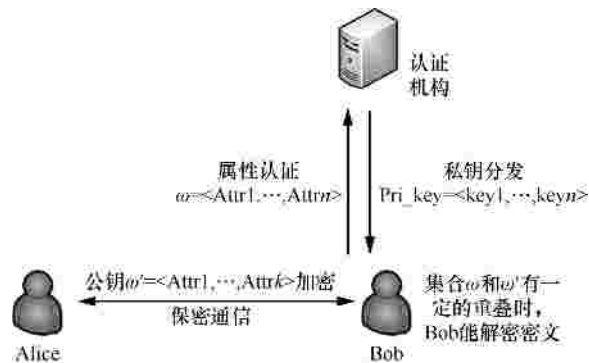 认证
机构
属性认证
ω=<Attr1,⋯,Attrn>
私钥分发
Pri_key=<key1,⋯,keyn>
公钥ω'=<Attr1,⋯,Attrk>加密
保密通信
集合ω和ω'有一
定的重叠时，
Bob能解密密文
Alice
Bob